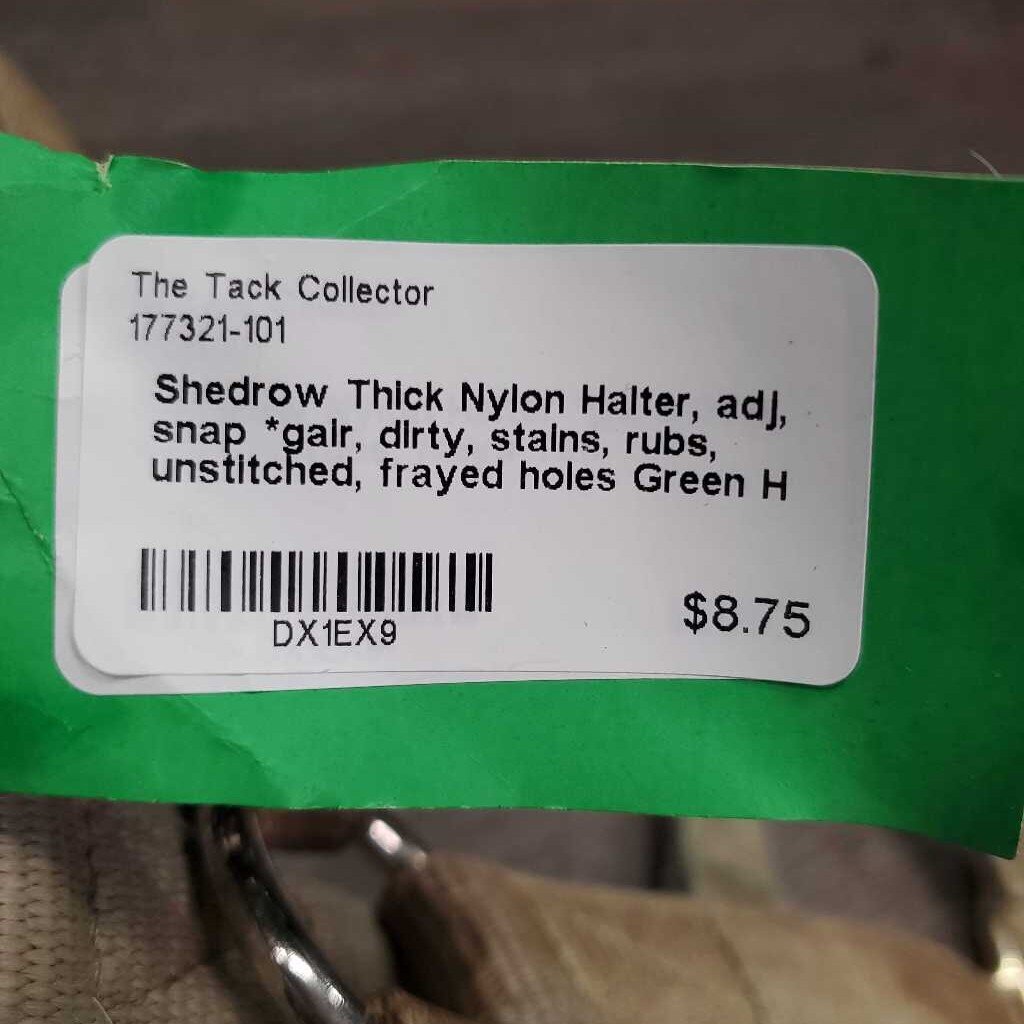 The Tack Collector
177321-101
Shedrow Thick Nylon Halter, adj,
snap *gair, dirty, stains, rubs,
unstitched, frayed holes Green H
DX1EX9
$8.75